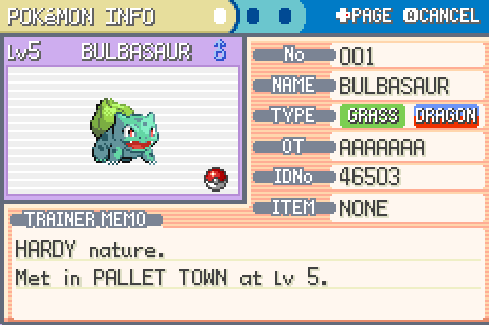 POKéMON INFO
PAGE CANCEL
Lv5 BULBASAUR ♂
No 001
NAME BULBASAUR
TYPE GRASS DRAGON
OT AAAAAAA
IDNo 46503
ITEM NONE
TRAINER MEMO
HARDY nature.
Met in PALLET TOWN at Lv 5.